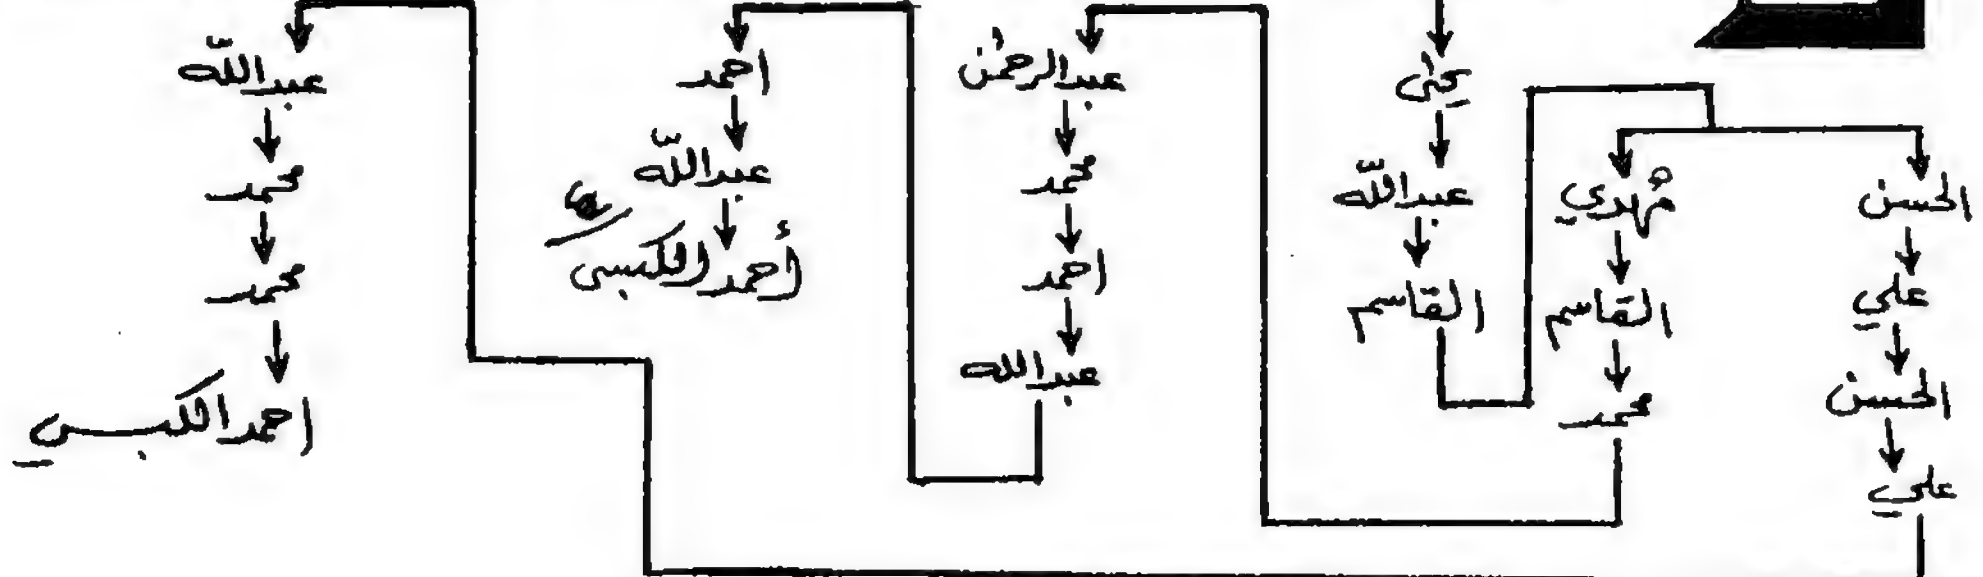 يحيى
عبدالله
القاسم
الحسن
علي
الحسن
علي
مهدي
القاسم
محمد
عبدالرحمن
محمد
احمد
عبدالله
احمد
عبدالله
أحمد الكبسي
عبدالله
محمد
محمد
احمد الكبسي